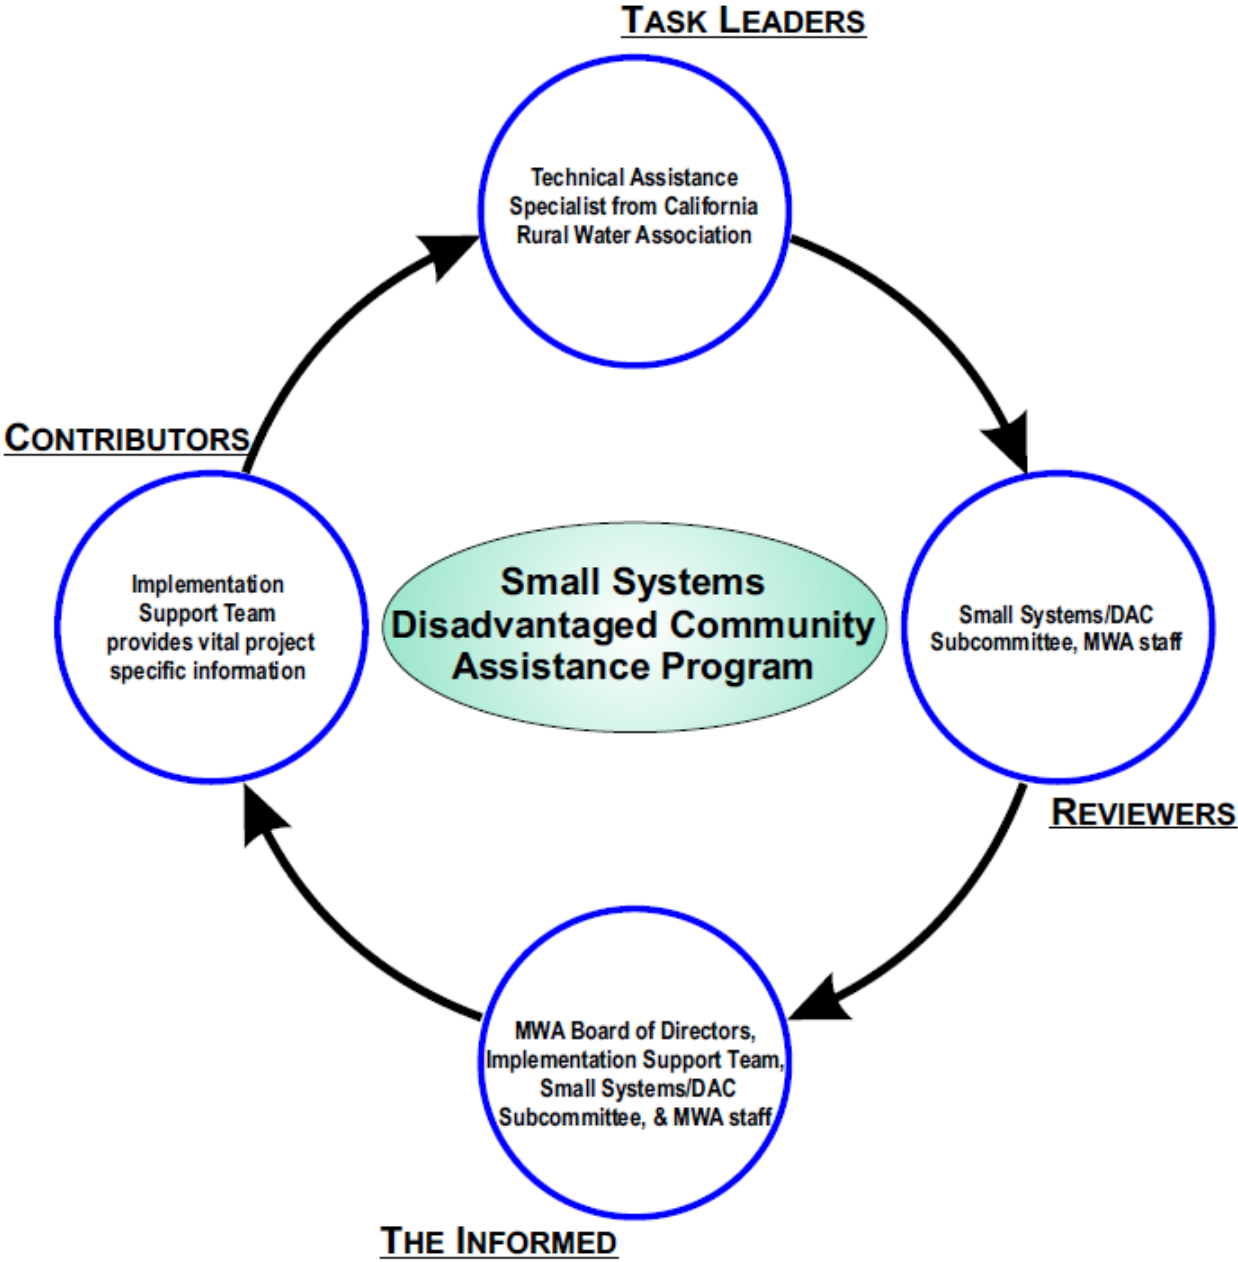 TASK LEADERS
Technical Assistance
Specialist from California
Rural Water Association
CONTRIBUTORS
Implementation
Support Team
provides vital project
specific information
Small Systems
Disadvantaged Community
Assistance Program
Small Systems/DAC
Subcommittee, MWA staff
REVIEWERS
MWA Board of Directors,
Implementation Support Team,
Small Systems/DAC
Subcommittee, & MWA staff
THE INFORMED